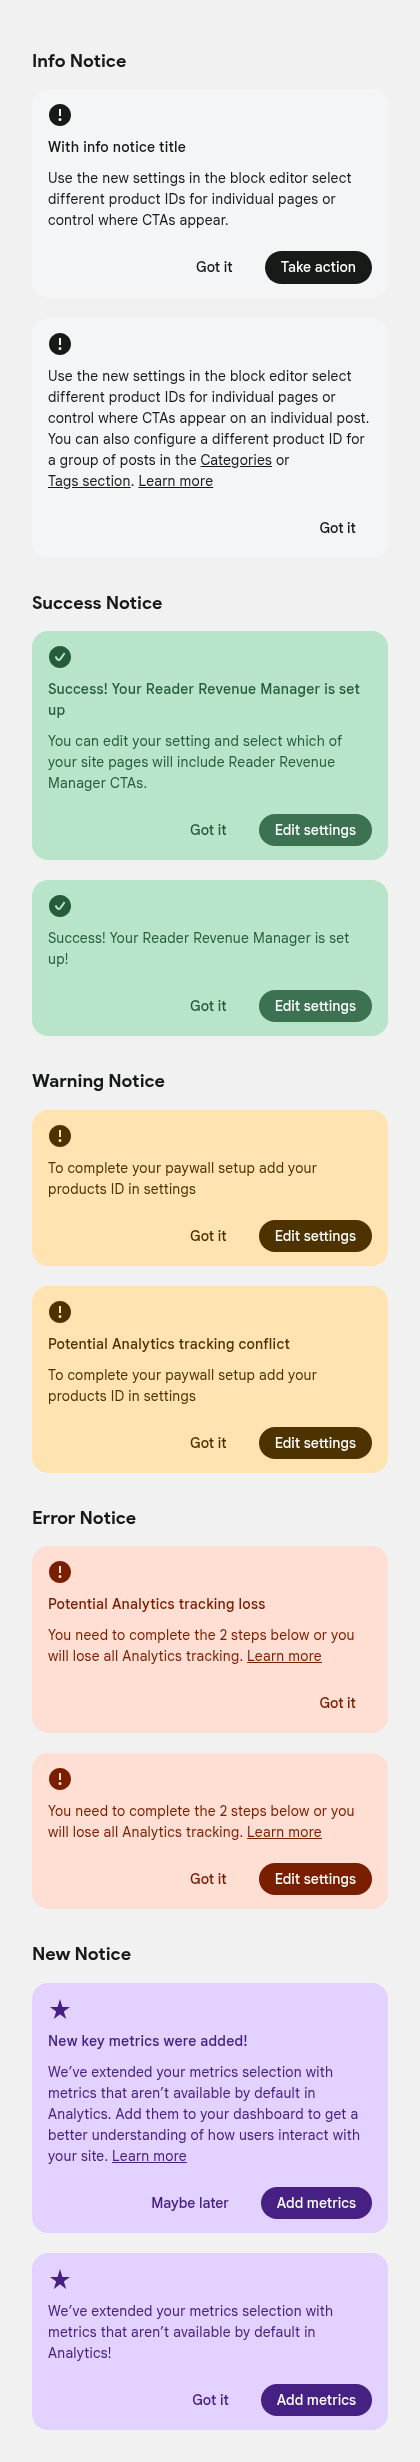 Info Notice
With info notice title
Use the new settings in the block editor select
different product IDs for individual pages or
control where CTAs appear.
Got it Take action
Use the new settings in the block editor select
different product IDs for individual pages or
control where CTAs appear on an individual post.
You can also configure a different product ID for
a group of posts in the Categories or
Tags section. Learn more
Got it
Success Notice
Success! Your Reader Revenue Manager is set
up
You can edit your setting and select which of
your site pages will include Reader Revenue
Manager CTAs.
Got it Edit settings
Success! Your Reader Revenue Manager is set
up!
Got it Edit settings
Warning Notice
To complete your paywall setup add your
products ID in settings
Got it Edit settings
Potential Analytics tracking conflict
To complete your paywall setup add your
products ID in settings
Got it Edit settings
Error Notice
Potential Analytics tracking loss
You need to complete the 2 steps below or you
will lose all Analytics tracking. Learn more
Got it
You need to complete the 2 steps below or you
will lose all Analytics tracking. Learn more
Got it Edit settings
New Notice
New key metrics were added!
We’ve extended your metrics selection with
metrics that aren’t available by default in
Analytics. Add them to your dashboard to get a
better understanding of how users interact with
your site. Learn more
Maybe later Add metrics
We’ve extended your metrics selection with
metrics that aren’t available by default in
Analytics!
Got it Add metrics